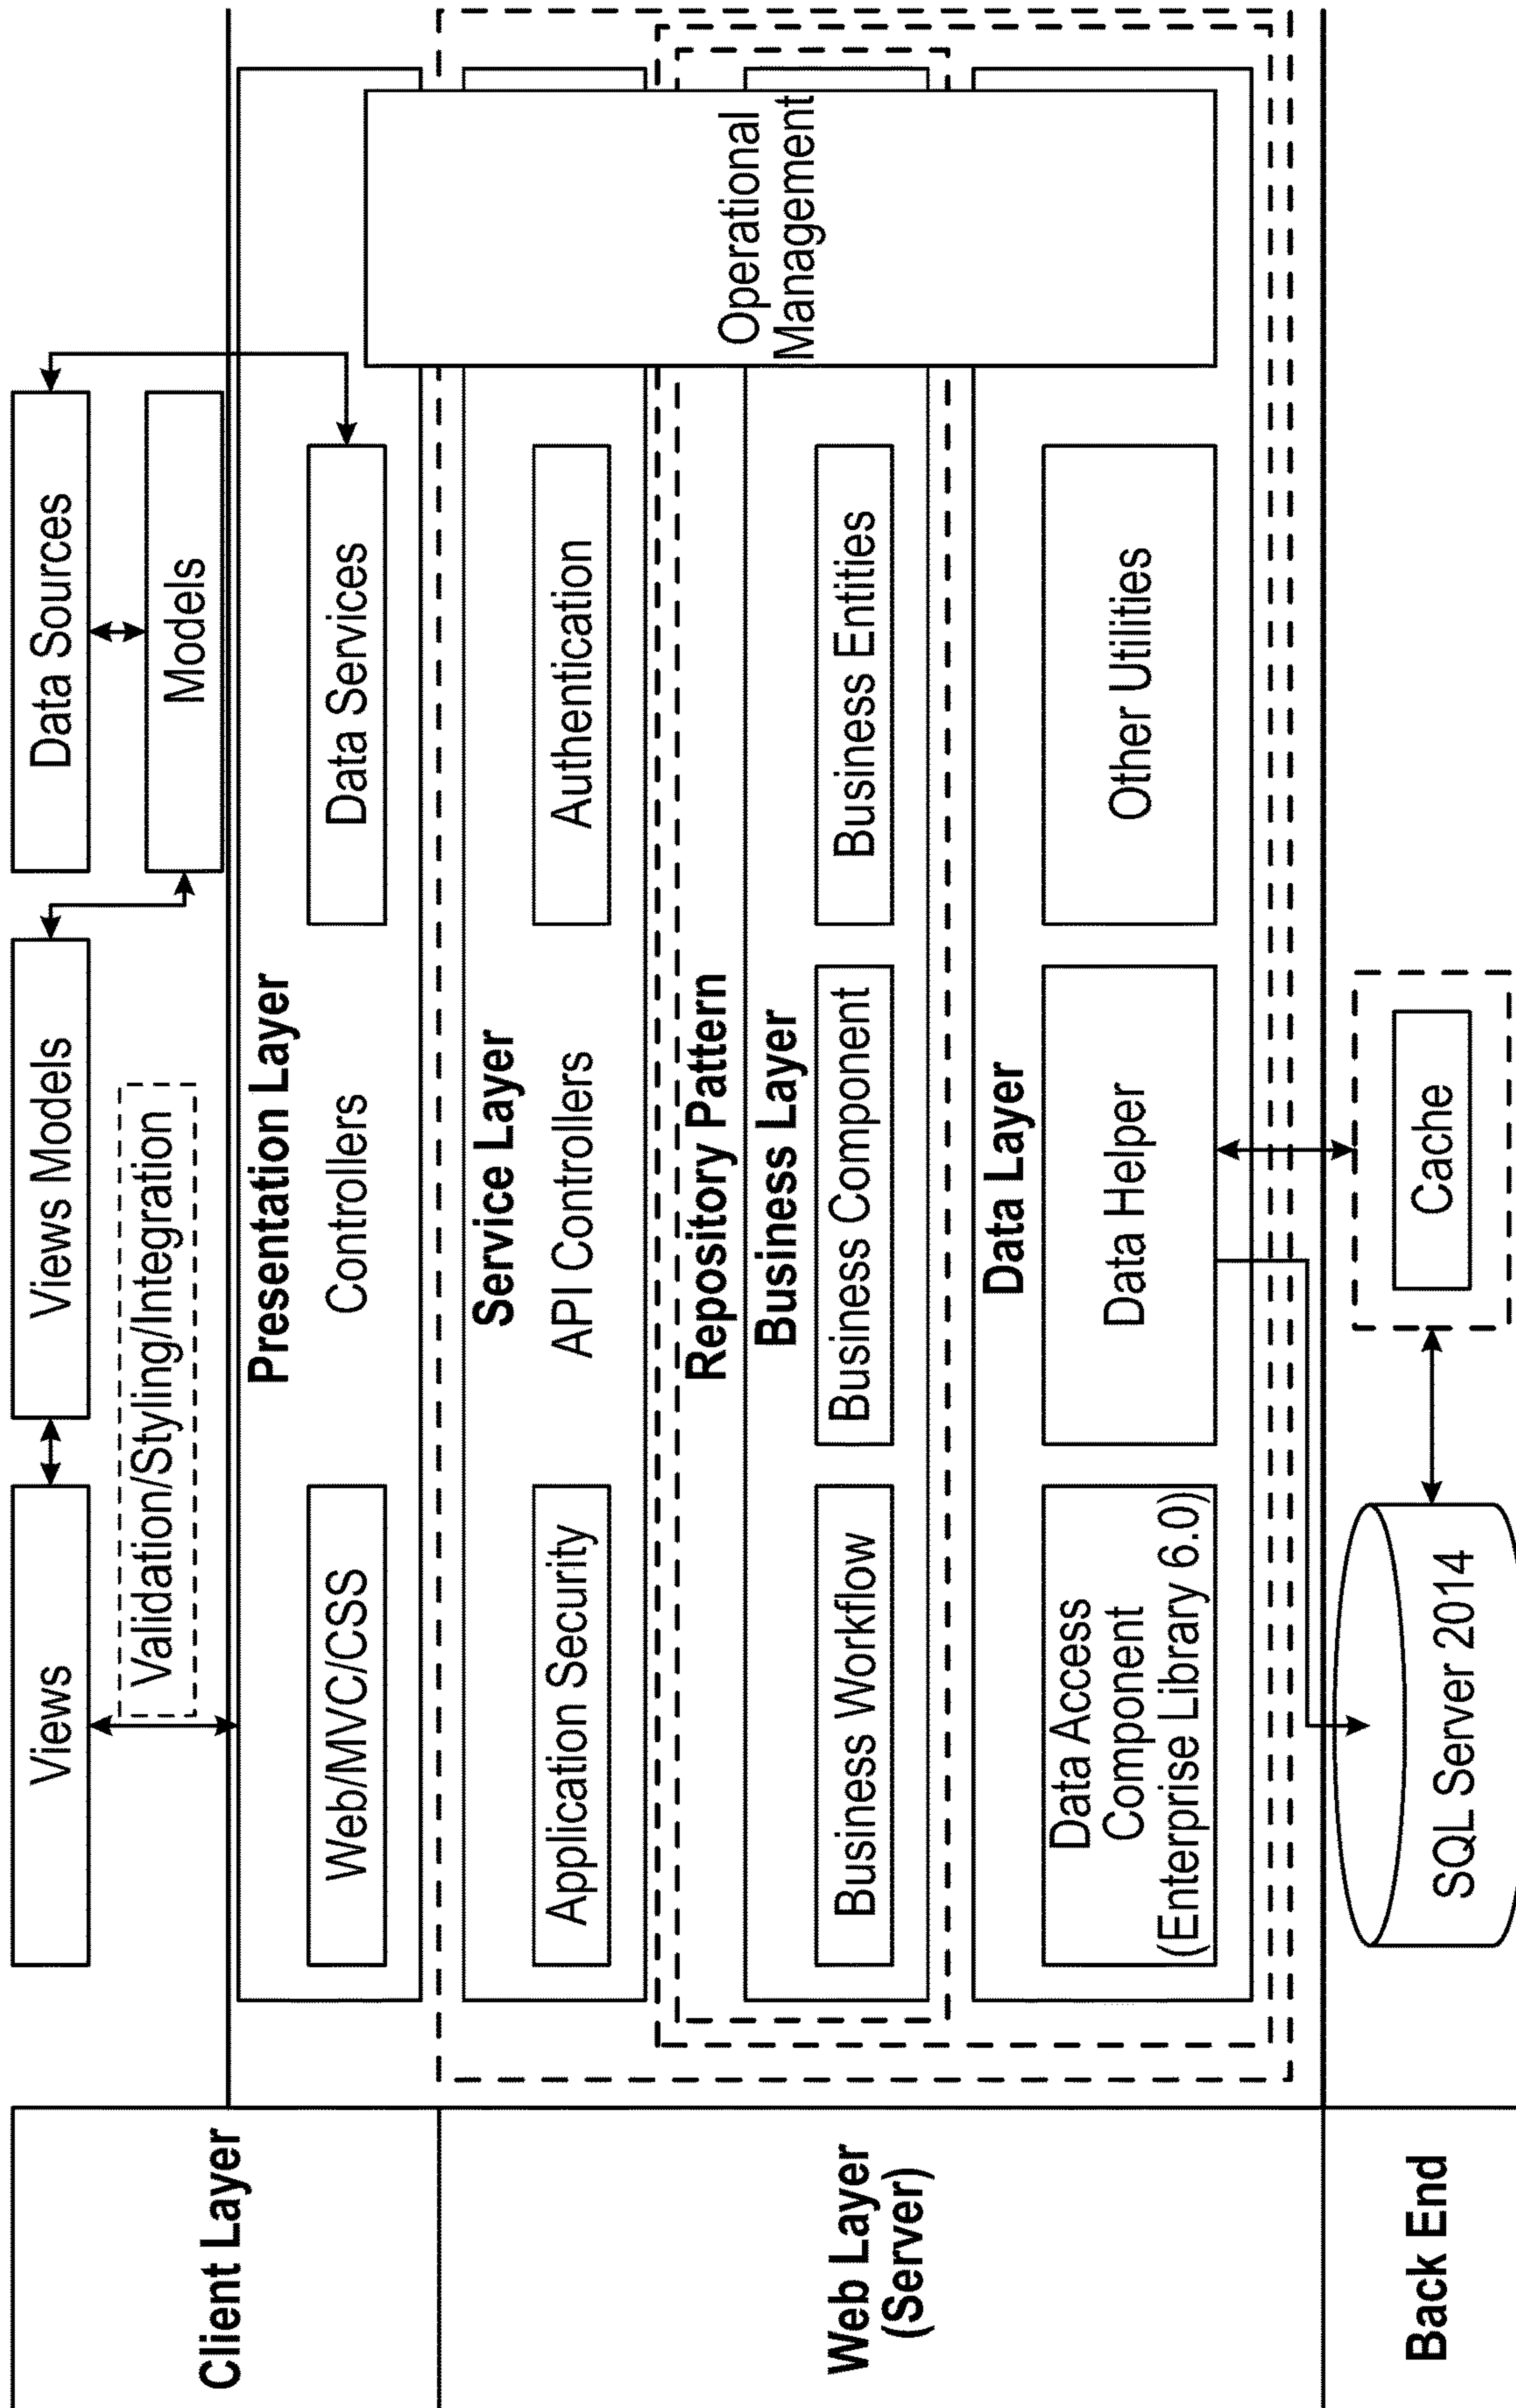 Client Layer
Views
Views Models
Data Sources
Models
Validation/Styling/Integration
Presentation Layer
Web/MVC/CSS
Controllers
Data Services
Web Layer
(Server)
Service Layer
Application Security
API Controllers
Authentication
Operational
Management
Repository Pattern
Business Layer
Business Workflow
Business Component
Business Entities
Data Layer
Data Access
Component
(Enterprise Library 6.0)
Data Helper
Other Utilities
Back End
SQL Server 2014
Cache